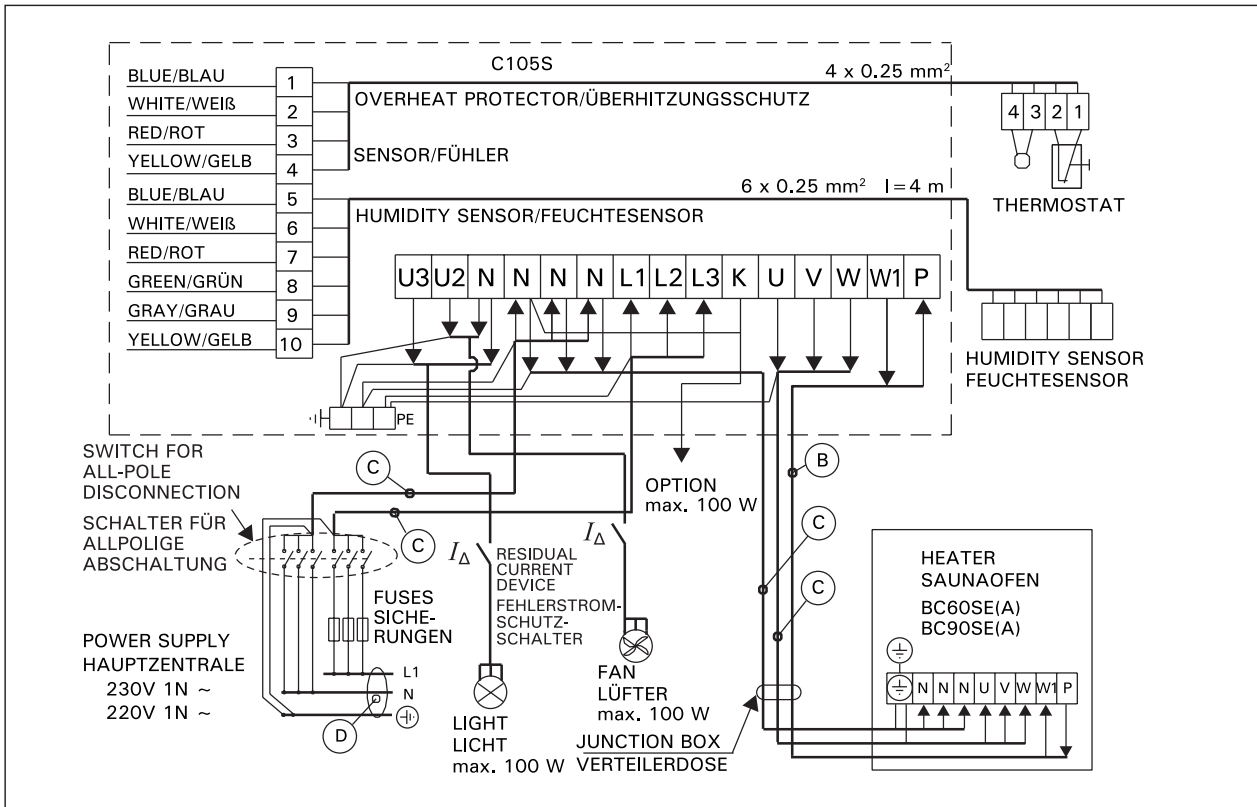 C105S
4 x 0.25 mm²
BLUE/BLAU 1
WHITE/WEIß 2
RED/ROT 3
YELLOW/GELB 4
BLUE/BLAU 5
WHITE/WEIß 6
RED/ROT 7
GREEN/GRÜN 8
GRAY/GRAU 9
YELLOW/GELB 10
OVERHEAT PROTECTOR/ÜBERHITZUNGSSCHUTZ
SENSOR/FÜHLER
4 3 2 1
THERMOSTAT
6 x 0.25 mm² l=4 m
HUMIDITY SENSOR/FEUCHTESENSOR
U3 U2 N N N N L1 L2 L3 K U V W W1 P
HUMIDITY SENSOR
FEUCHTESENSOR
PE
SWITCH FOR
ALL-POLE
DISCONNECTION
SCHALTER FÜR
ALLPOLIGE
ABSCHALTUNG
C
C
B
C
C
OPTION
max. 100 W
IΔ
RESIDUAL
CURRENT
DEVICE
FEHLERSTROM-
SCHUTZ-
SCHALTER
IΔ
FUSES
SICHE-
RUNGEN
POWER SUPPLY
HAUPTZENTRALE
230V 1N ~
220V 1N ~
L1
N
D
LIGHT
LICHT
max. 100 W
FAN
LÜFTER
max. 100 W
JUNCTION BOX
VERTEILERDOSE
HEATER
SAUNAOFEN
BC60SE(A)
BC90SE(A)
N N N U V W W1 P